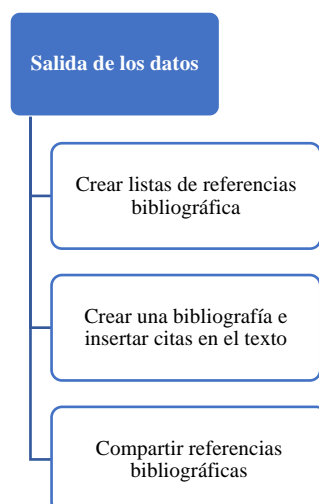 Salida de los datos
Crear listas de referencias
bibliográfica
Crear una bibliografía e
insertar citas en el texto
Compartir referencias
bibliográficas